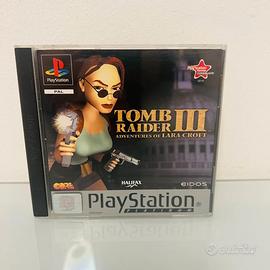 PlayStation
PAL
TOMB
RAIDER III
ADVENTURES OF LARA CROFT
CORE
HALIFAX
EIDOS
PlayStation
PLATINUM
subito